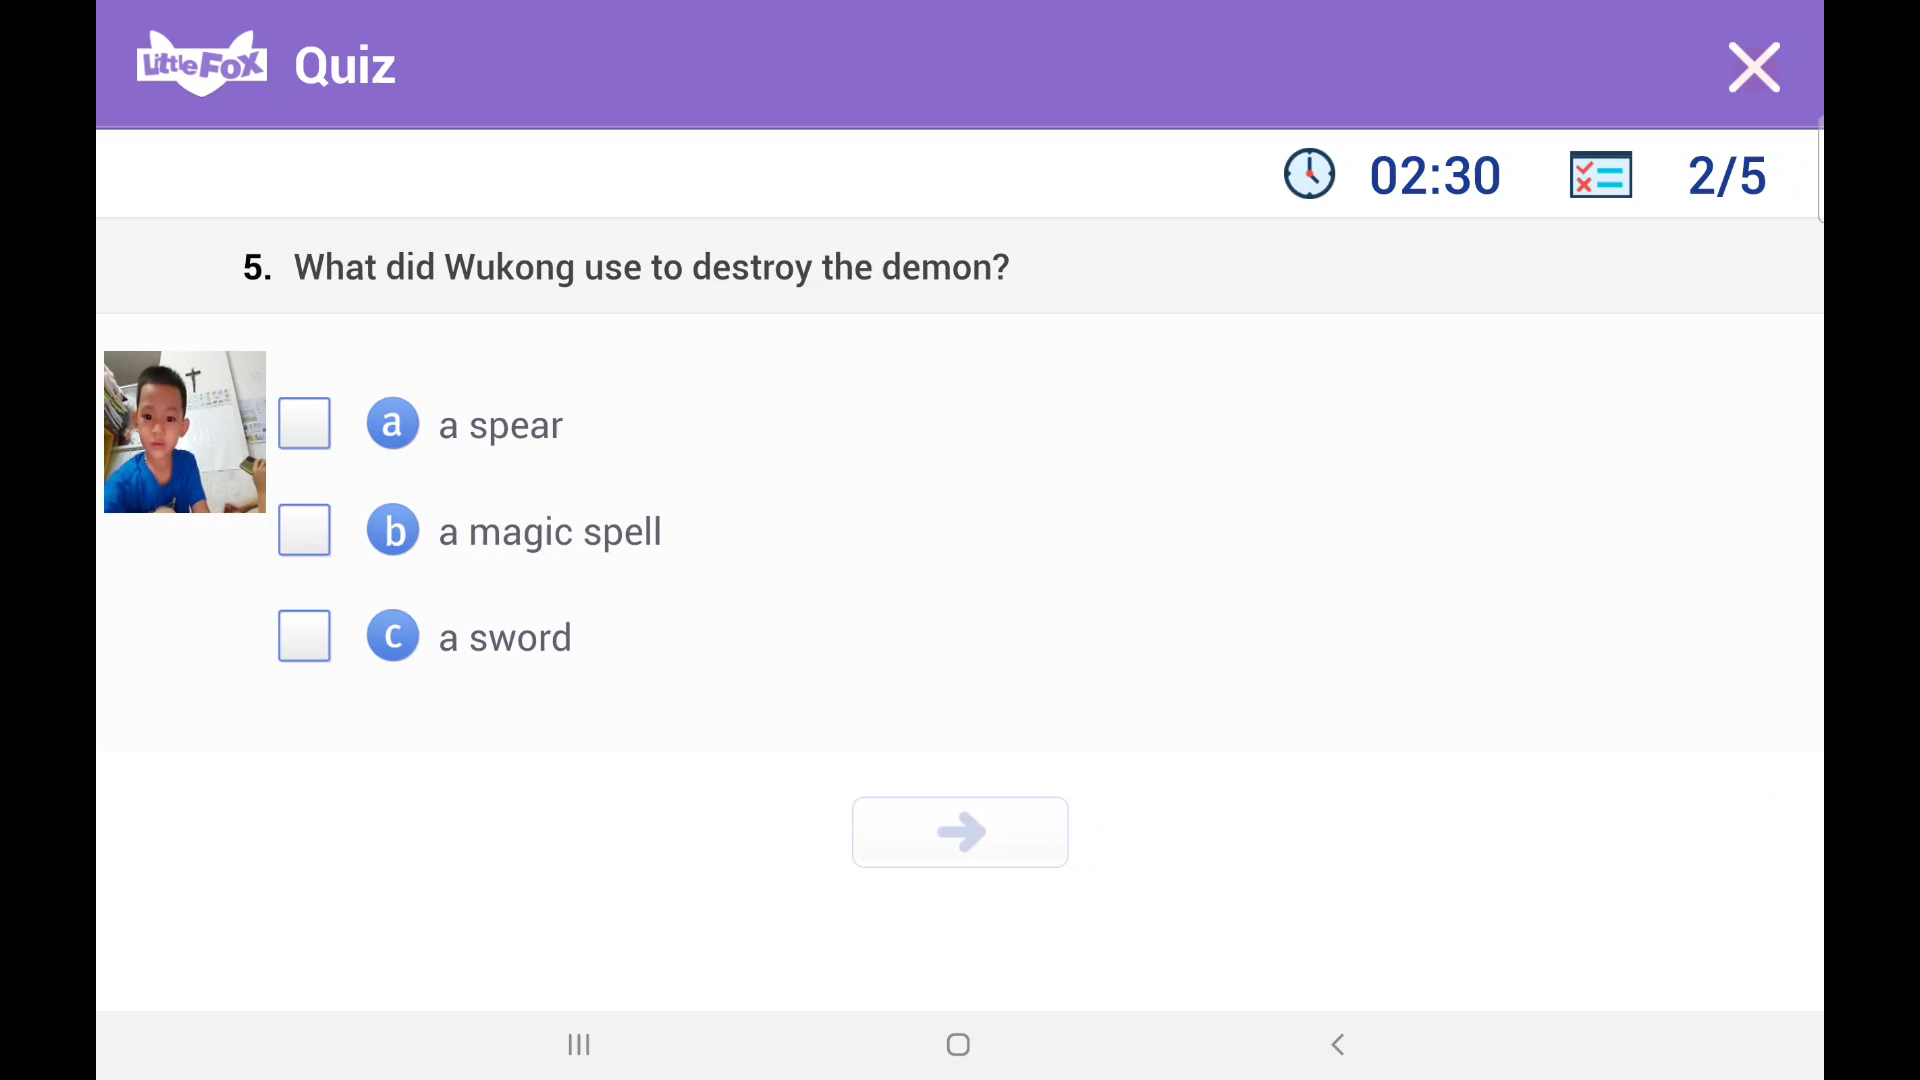 Little Fox Quiz
02:30 2/5
5. What did Wukong use to destroy the demon?
a a spear
b a magic spell
c a sword